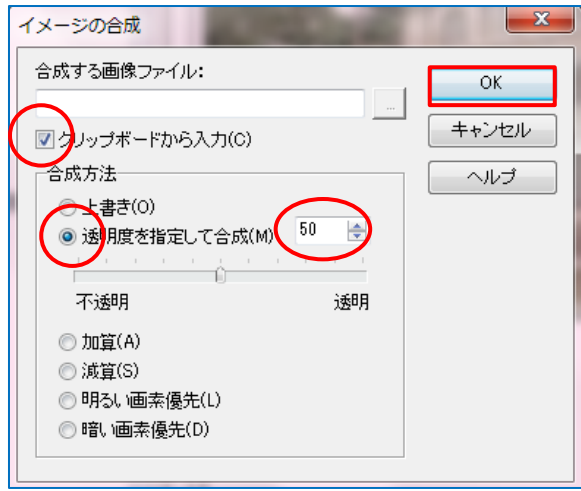 イメージの合成
合成する画像ファイル:
...
OK
クリップボードから入力(C)
キャンセル
ヘルプ
合成方法
上書き(O)
透明度を指定して合成(M) 50
不透明 透明
加算(A)
減算(S)
明るい画素優先(L)
暗い画素優先(D)